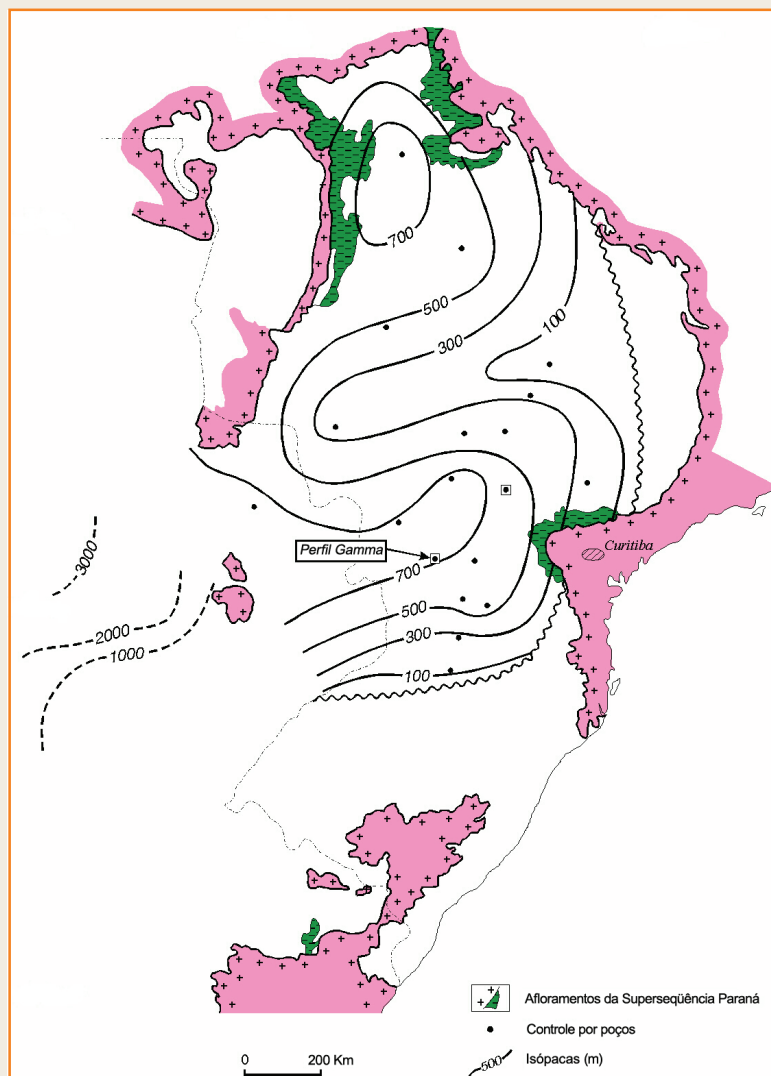 700
500
300
100
3000
Perfil Gamma
Curitiba
700
2000
500
1000
300
100
Afloramentos da Superseqüência Paraná
Controle por poços
0 200 Km
500
Isópacas (m)